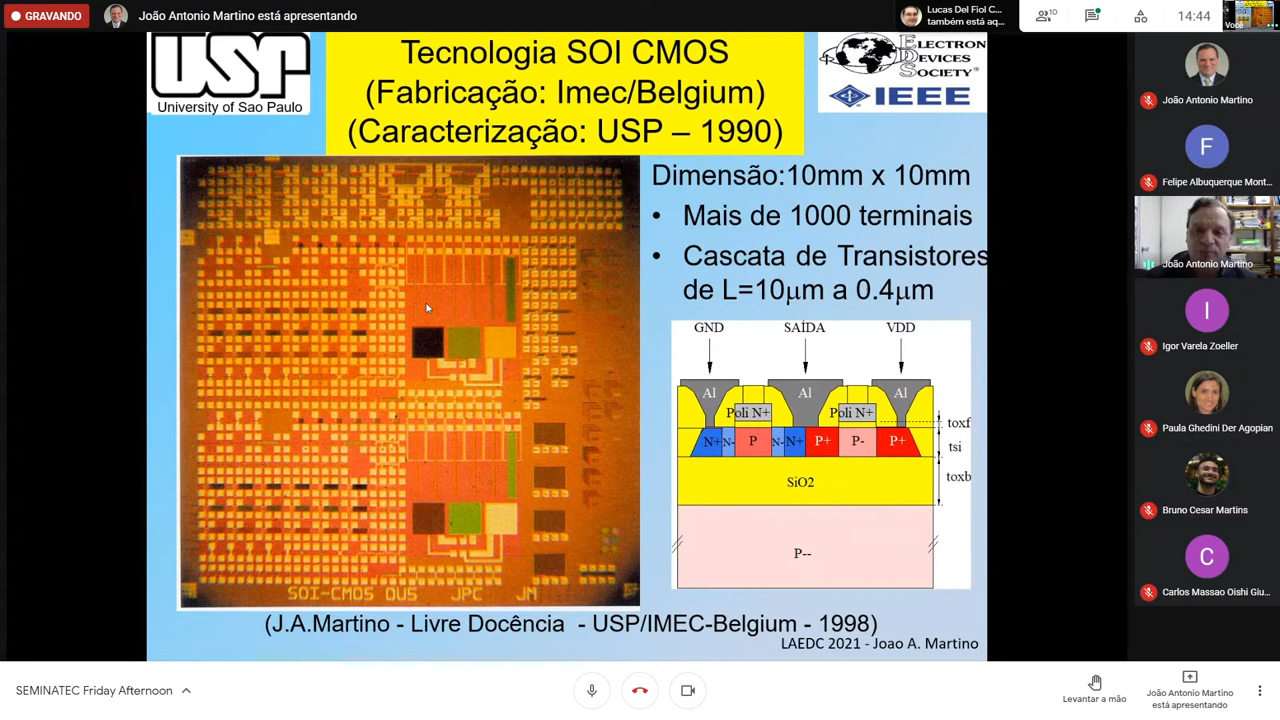 GRAVANDO
João Antonio Martino está apresentando
Lucas Del Fiol C...
também está aq...
10
14:44
Você
USP
University of Sao Paulo
Tecnologia SOI CMOS
(Fabricação: Imec/Belgium)
(Caracterização: USP – 1990)
ELECTRON
DEVICES
SOCIETY®
IEEE
Dimensão:10mm x 10mm
• Mais de 1000 terminais
• Cascata de Transistores
de L=10μm a 0.4μm
GND
SAÍDA
VDD
Al
Al
Al
Poli N+
Poli N+
toxf
N+
N-
P
N-
N+
P+
P-
P+
tsi
SiO2
toxb
P--
SOI-CMOS OUS JPC JM
(J.A.Martino - Livre Docência - USP/IMEC-Belgium - 1998)
LAEDC 2021 - Joao A. Martino
João Antonio Martino
F
Felipe Albuquerque Mont...
João Antonio Martino
I
Igor Varela Zoeller
Paula Ghedini Der Agopian
Bruno Cesar Martins
C
Carlos Massao Oishi Giu...
SEMINATEC Friday Afternoon
Levantar a mão
João Antonio Martino
está apresentando